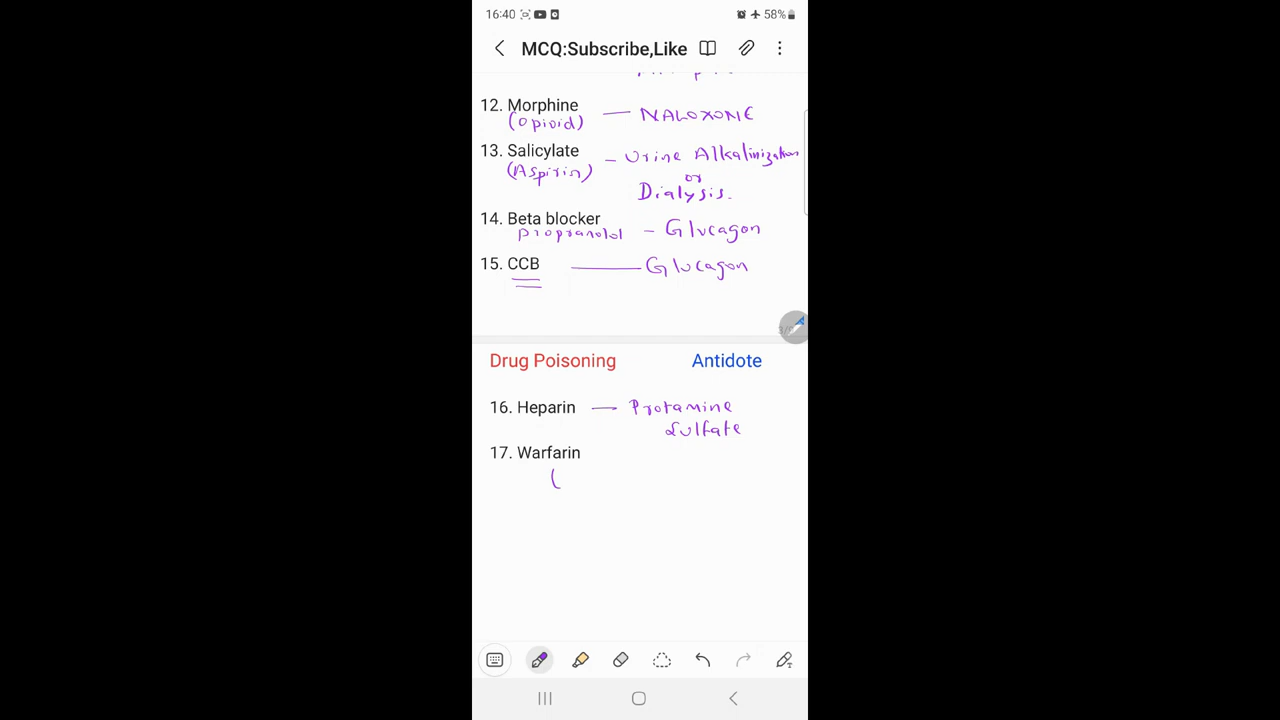 16:40 58%
MCQ:Subscribe,Like
12. Morphine — NALOXONE
(Opioid)
13. Salicylate – Urine Alkalinization
(Aspirin) or
Dialysis.
14. Beta blocker
propranolol – Glucagon
15. CCB — Glucagon
Drug Poisoning Antidote
16. Heparin — Protamine
Sulfate
17. Warfarin
(